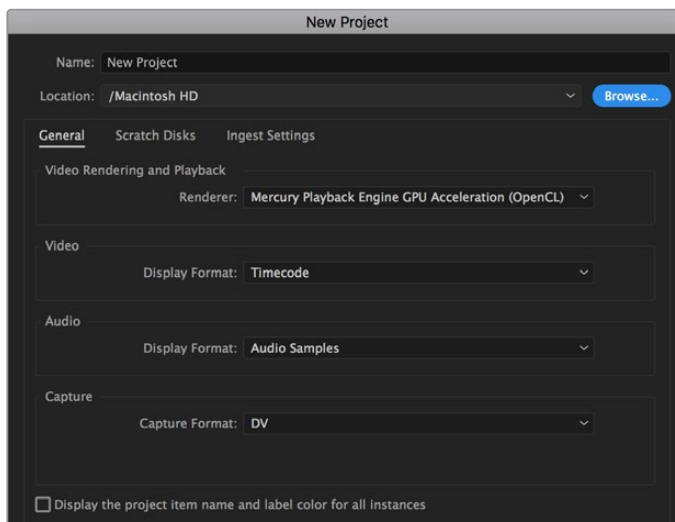 New Project
Name: New Project
Location: /Macintosh HD Browse...
General Scratch Disks Ingest Settings
Video Rendering and Playback
Renderer: Mercury Playback Engine GPU Acceleration (OpenCL)
Video
Display Format: Timecode
Audio
Display Format: Audio Samples
Capture
Capture Format: DV
Display the project item name and label color for all instances